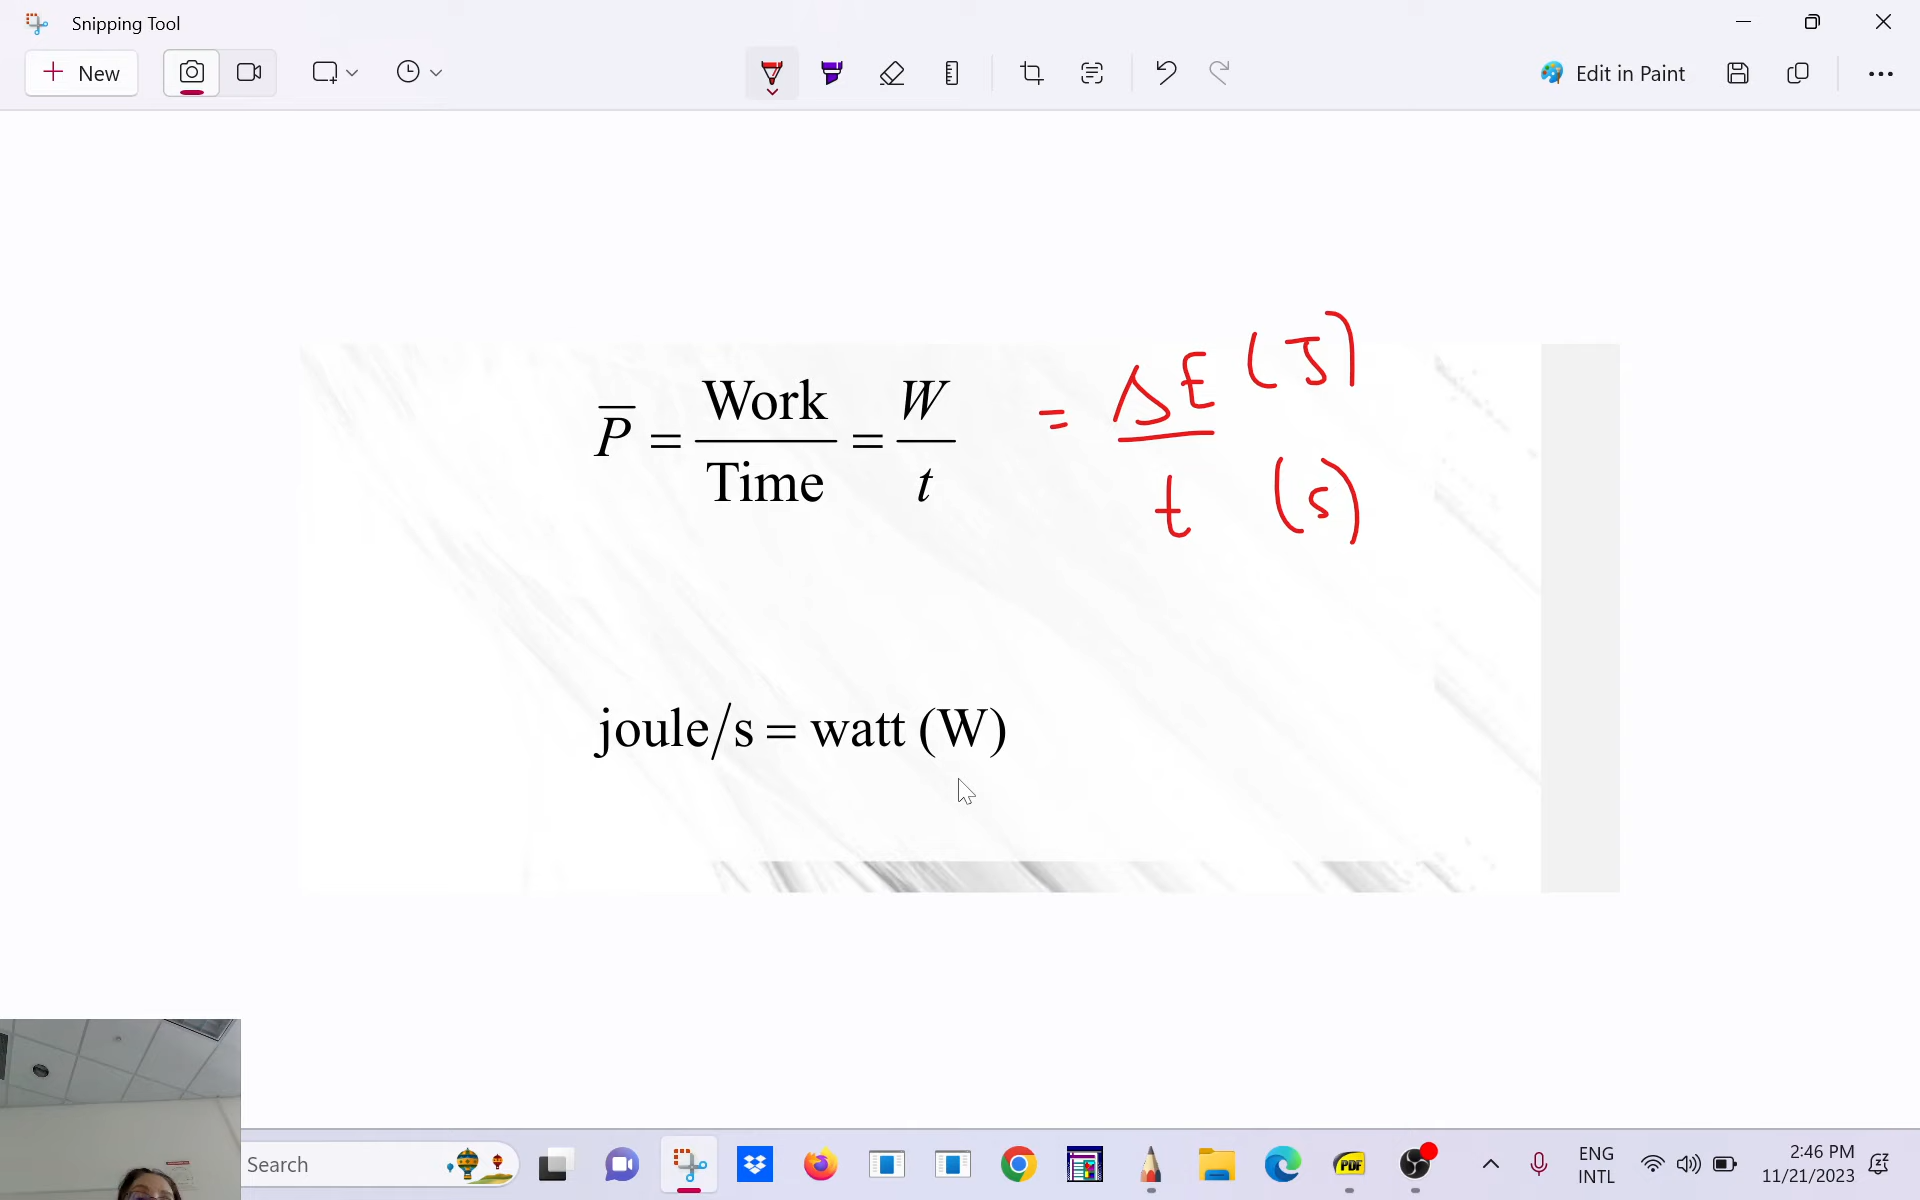 Snipping Tool
New
Edit in Paint
P̅ = Work/Time = W/t = ΔE (J)/t (s)
joule/s = watt (W)
Search
PDF
ENG
INTL
2:46 PM
11/21/2023